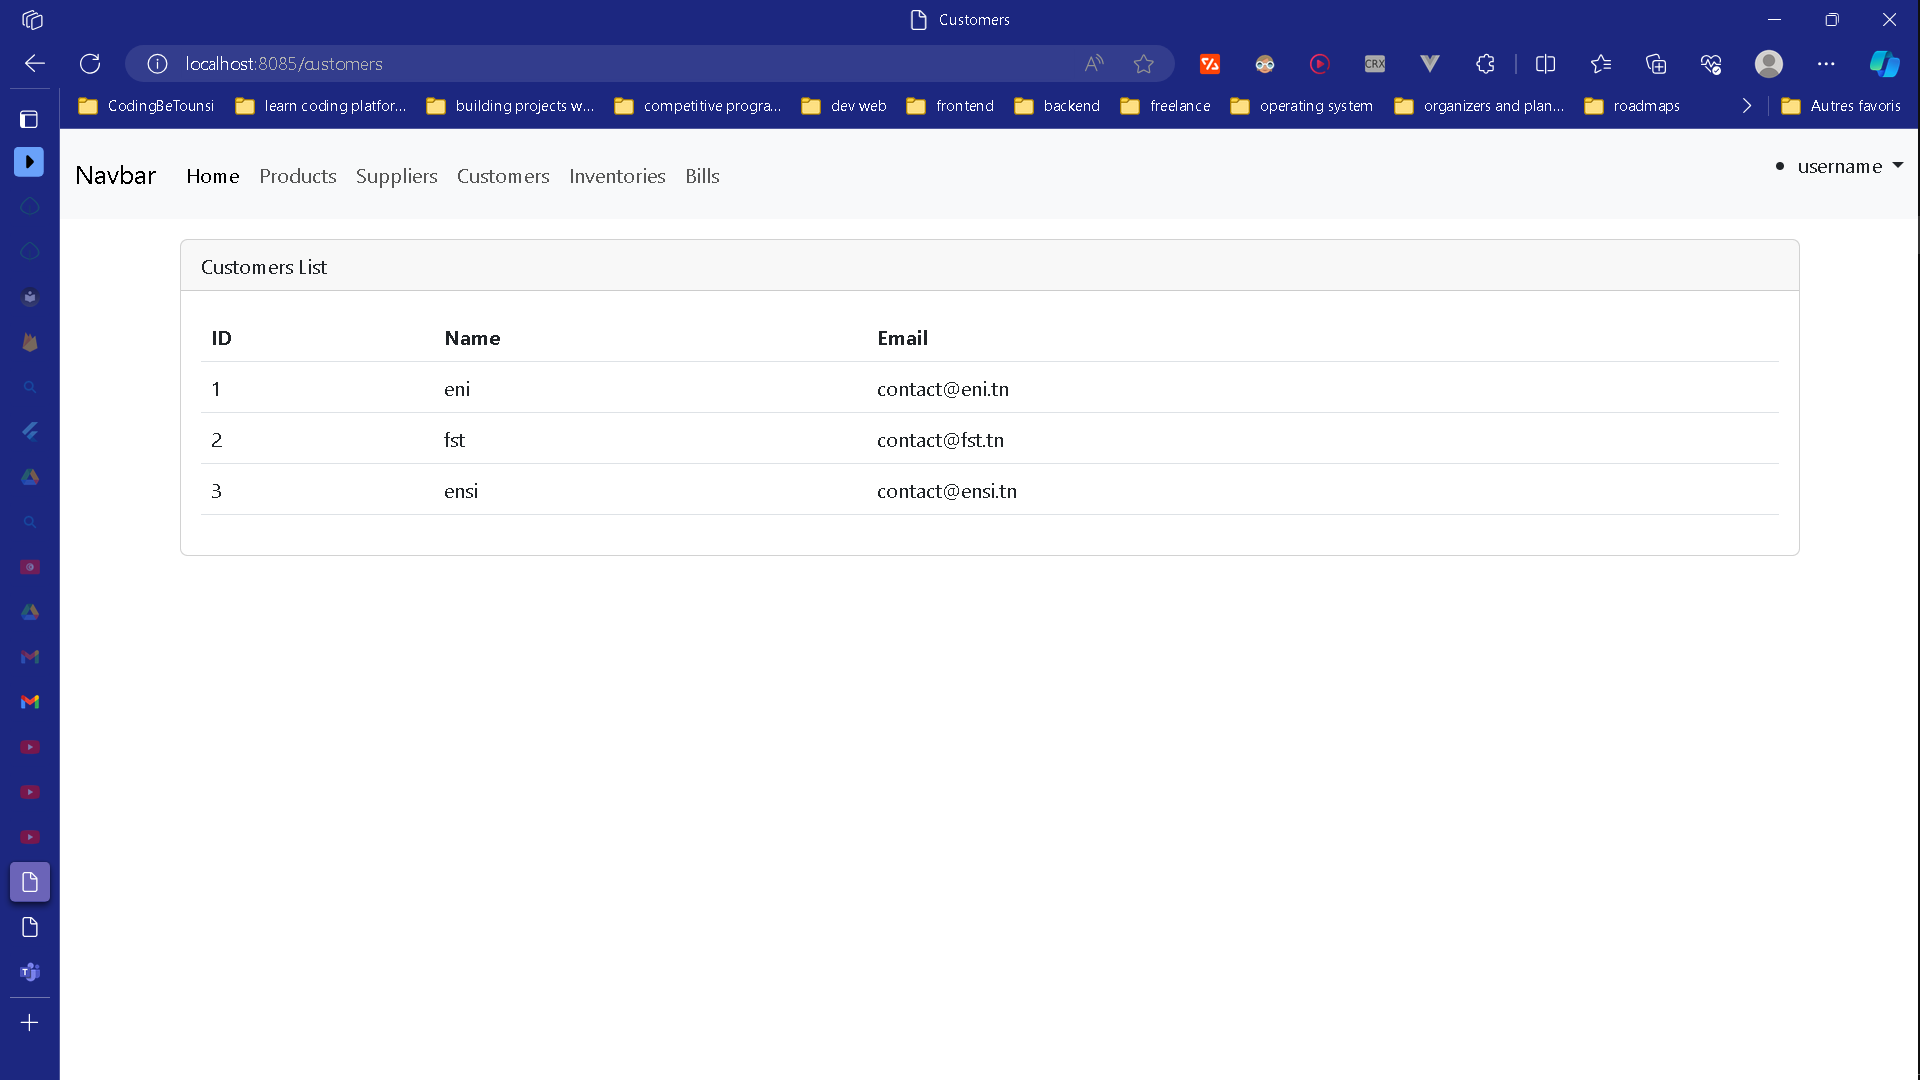 Customers
localhost:8085/customers
CRX
CodingBeTounsi learn coding platfor... building projects w... competitive progra... dev web frontend backend freelance operating system organizers and plan... roadmaps Autres favoris
Navbar Home Products Suppliers Customers Inventories Bills username
Customers List
ID Name Email
1 eni contact@eni.tn
2 fst contact@fst.tn
3 ensi contact@ensi.tn